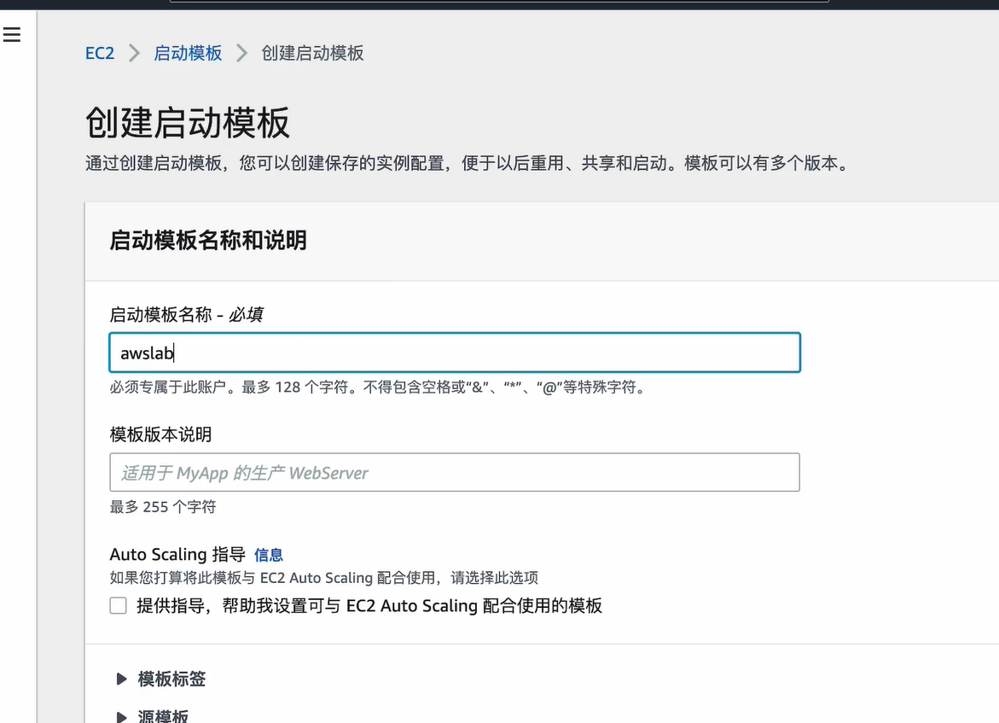 EC2 > 启动模板 > 创建启动模板
创建启动模板
通过创建启动模板，您可以创建保存的实例配置，便于以后重用、共享和启动。模板可以有多个版本。
启动模板名称和说明
启动模板名称 - 必填
awslab
必须专属于此账户。最多 128 个字符。不得包含空格或“&”、“*”、“@”等特殊字符。
模板版本说明
适用于 MyApp 的生产 WebServer
最多 255 个字符
Auto Scaling 指导 信息
如果您打算将此模板与 EC2 Auto Scaling 配合使用，请选择此选项
提供指导，帮助我设置可与 EC2 Auto Scaling 配合使用的模板
模板标签
源模板